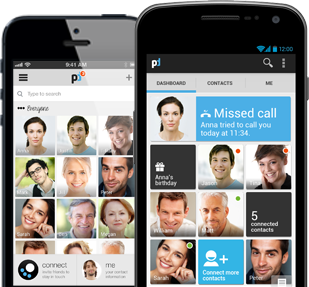 9:41 AM
p
Type to search
Everyone
Sarah
William
Peter
connect
invite friends to stay in touch
me
your contact information
12:00
p
DASHBOARD
CONTACTS
ME
Missed call
Anna tried to call you
today at 11:34.
Anna's
birthday
William
Matt
5
connected
contacts
Sarah
Connect more
contacts
Peter